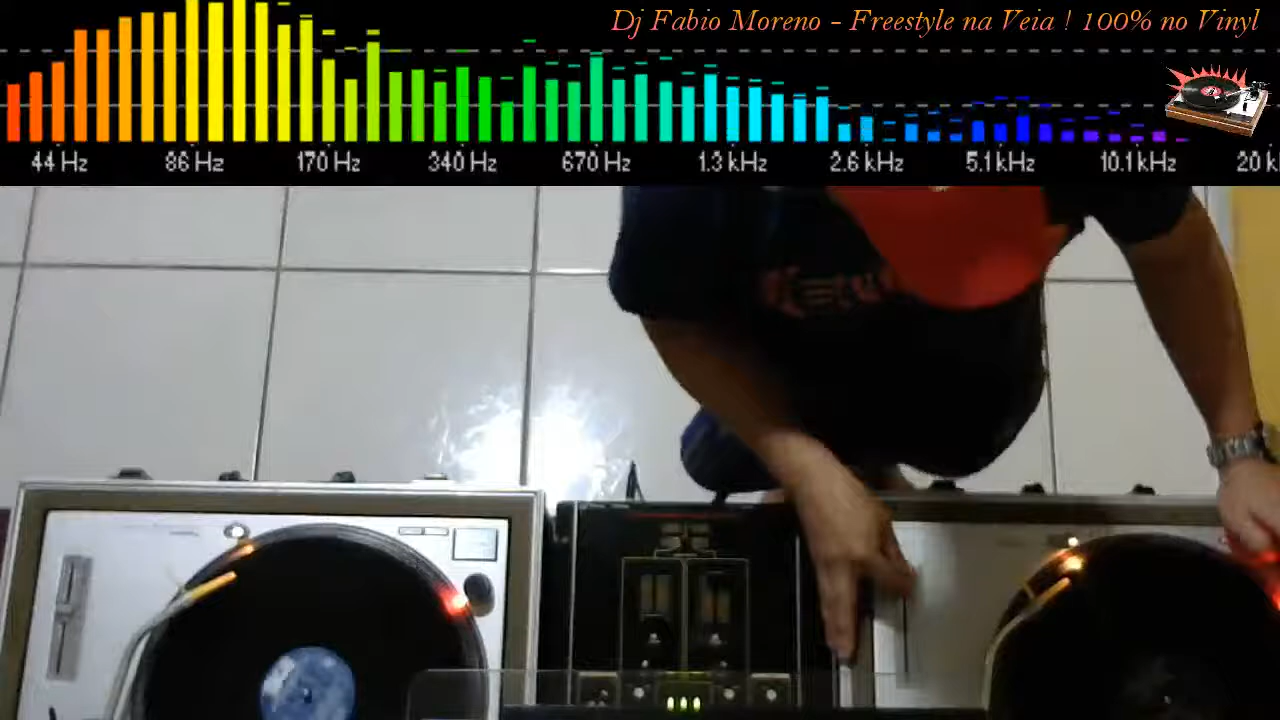 Dj Fabio Moreno - Freestyle na Veia ! 100% no Vinyl
44 Hz 86 Hz 170 Hz 340 Hz 670 Hz 1.3 kHz 2.6 kHz 5.1 kHz 10.1 kHz 20 k